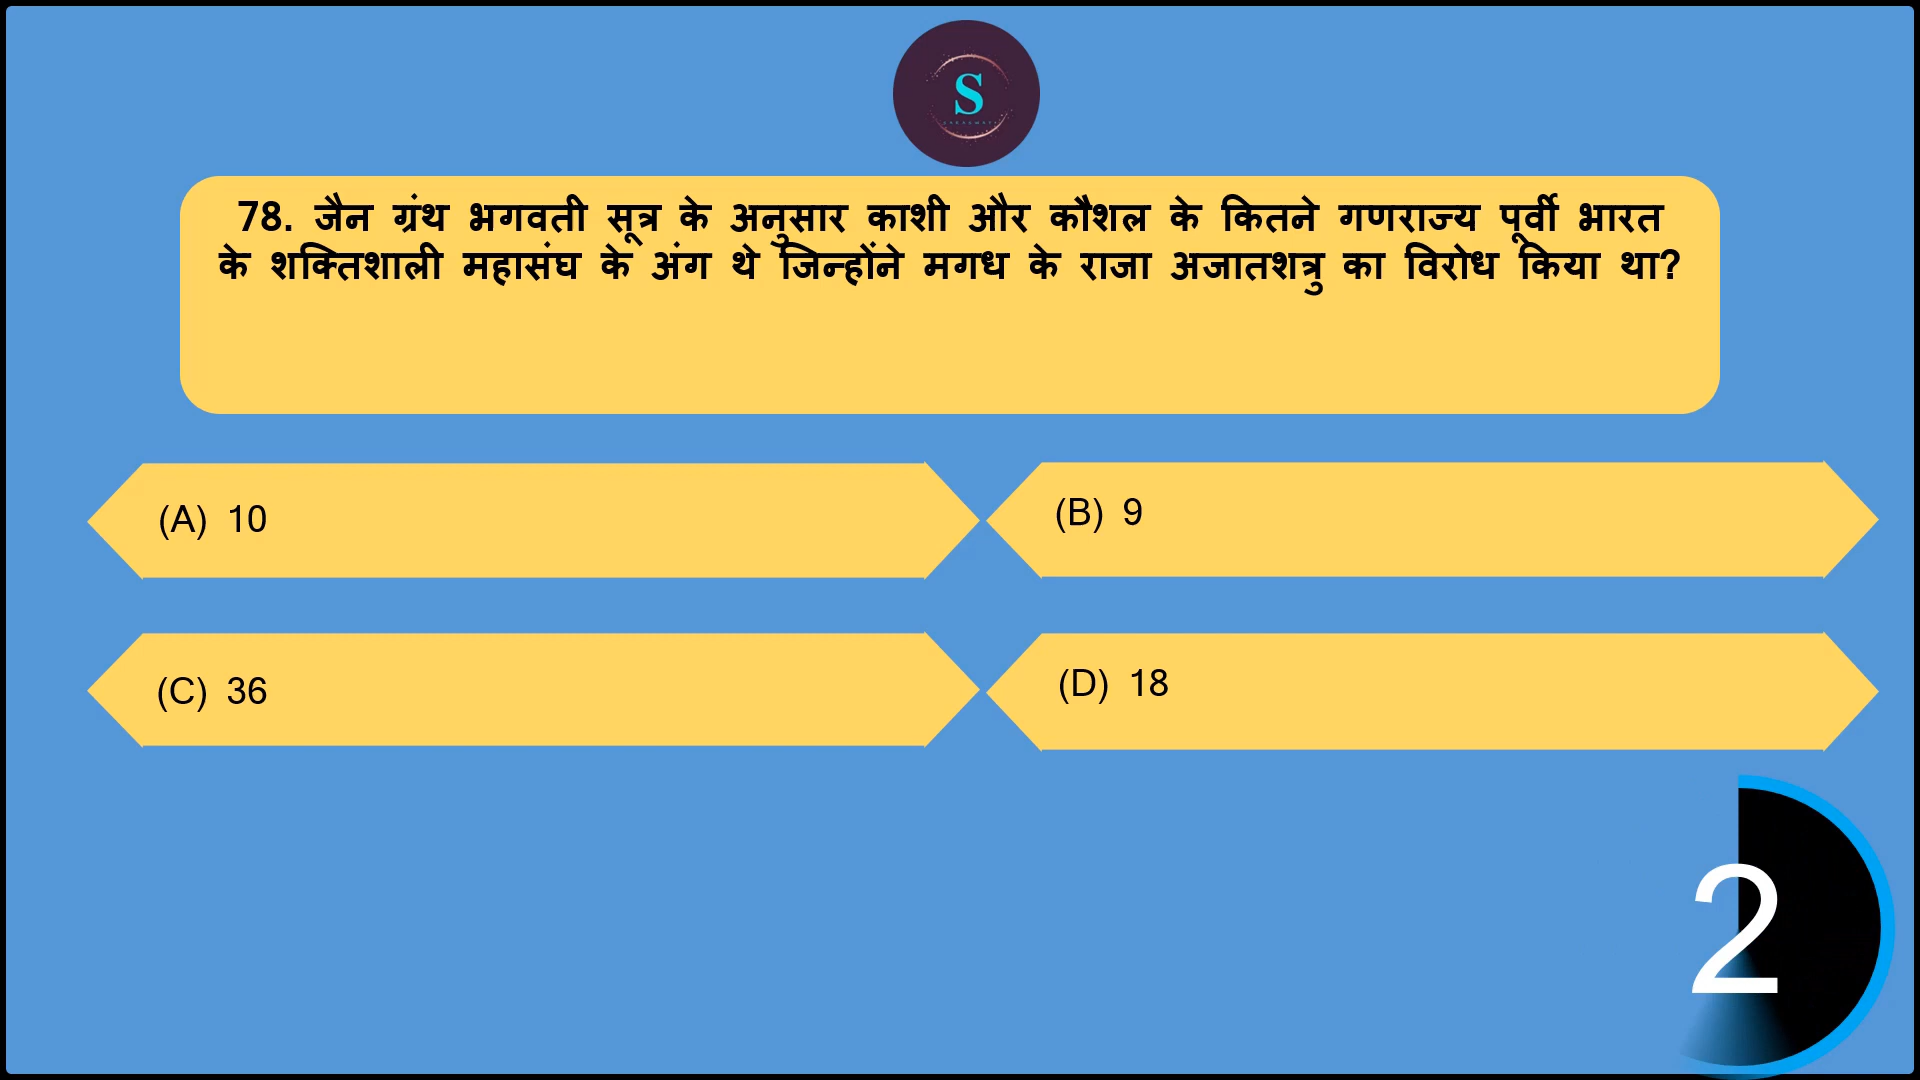 S
78. जैन ग्रंथ भगवती सूत्र के अनुसार काशी और कौशल के कितने गणराज्य पूर्वी भारत
के शक्तिशाली महासंघ के अंग थे जिन्होंने मगध के राजा अजातशत्रु का विरोध किया था?
(A) 10
(B) 9
(C) 36
(D) 18
2